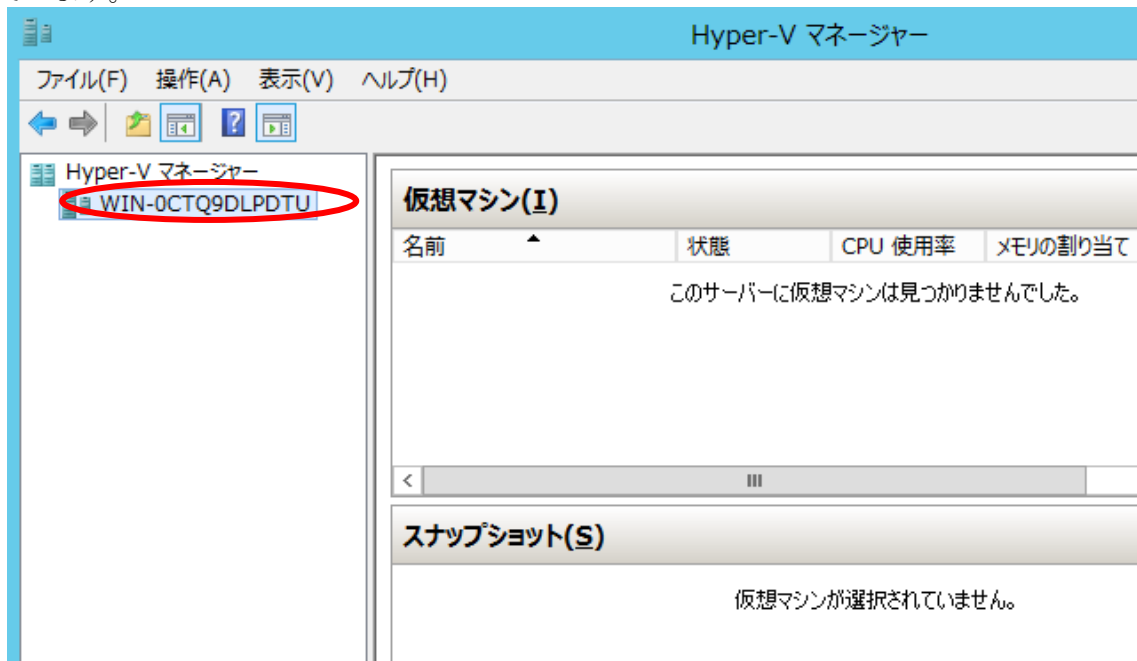 Hyper-V マネージャー
ファイル(F) 操作(A) 表示(V) ヘルプ(H)
Hyper-V マネージャー
WIN-0CTQ9DLPDTU
仮想マシン(I)
名前 状態 CPU 使用率 メモリの割り当て
このサーバーに仮想マシンは見つかりませんでした。
スナップショット(S)
仮想マシンが選択されていません。